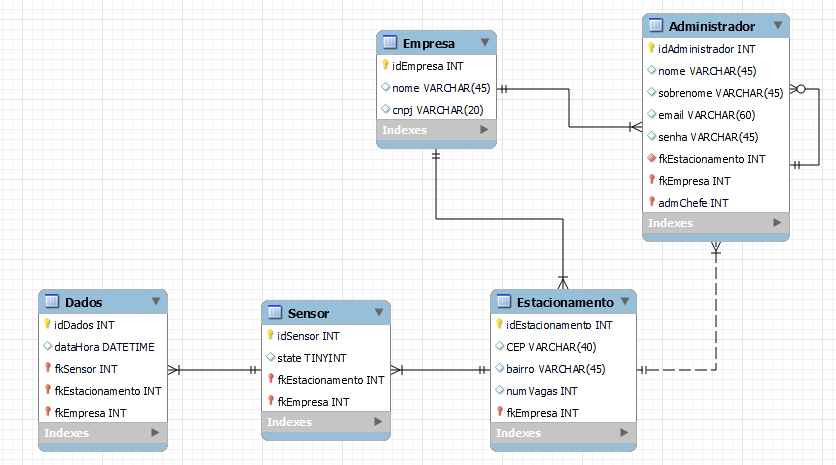 Empresa
idEmpresa INT
nome VARCHAR(45)
cnpj VARCHAR(20)
Indexes
Administrador
idAdministrador INT
nome VARCHAR(45)
sobrenome VARCHAR(45)
email VARCHAR(60)
senha VARCHAR(45)
fkEstacionamento INT
fkEmpresa INT
admChefe INT
Indexes
Dados
idDados INT
dataHora DATETIME
fkSensor INT
fkEstacionamento INT
fkEmpresa INT
Indexes
Sensor
idSensor INT
state TINYINT
fkEstacionamento INT
fkEmpresa INT
Indexes
Estacionamento
idEstacionamento INT
CEP VARCHAR(40)
bairro VARCHAR(45)
numVagas INT
fkEmpresa INT
Indexes